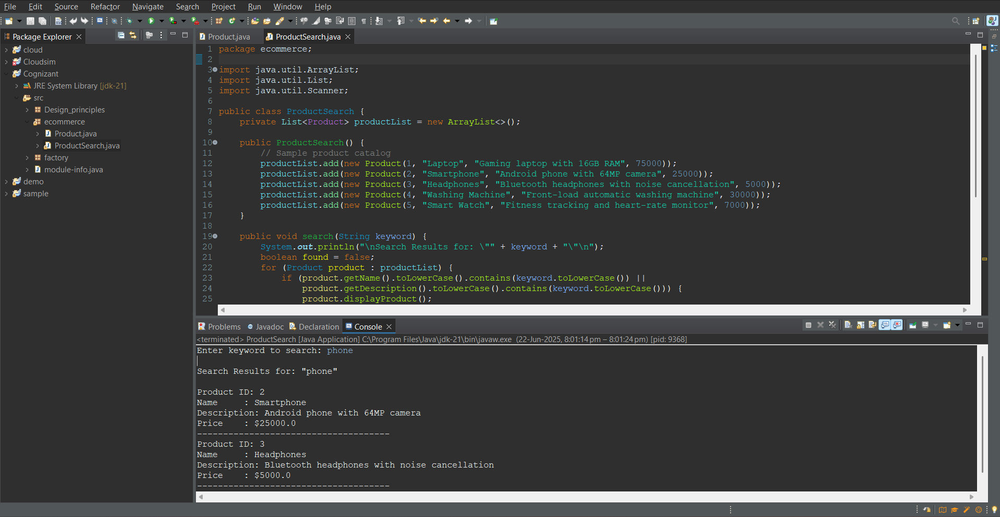 File Edit Source Refactor Navigate Search Project Run Window Help
Package Explorer
cloud
Cloudsim
Cognizant
JRE System Library [jdk-21]
src
Design_principles
ecommerce
Product.java
ProductSearch.java
factory
module-info.java
demo
sample
Product.java ProductSearch.java
1 package ecommerce;
2
3 import java.util.ArrayList;
4 import java.util.List;
5 import java.util.Scanner;
6
7 public class ProductSearch {
8 private List<Product> productList = new ArrayList<>();
9
10 public ProductSearch() {
11 // Sample product catalog
12 productList.add(new Product(1, "Laptop", "Gaming laptop with 16GB RAM", 75000));
13 productList.add(new Product(2, "Smartphone", "Android phone with 64MP camera", 25000));
14 productList.add(new Product(3, "Headphones", "Bluetooth headphones with noise cancellation", 5000));
15 productList.add(new Product(4, "Washing Machine", "Front-load automatic washing machine", 30000));
16 productList.add(new Product(5, "Smart Watch", "Fitness tracking and heart-rate monitor", 7000));
17 }
18
19 public void search(String keyword) {
20 System.out.println("\nSearch Results for: \"" + keyword + "\"\n");
21 boolean found = false;
22 for (Product product : productList) {
23 if (product.getName().toLowerCase().contains(keyword.toLowerCase()) ||
24 product.getDescription().toLowerCase().contains(keyword.toLowerCase())) {
25 product.displayProduct();
Problems Javadoc Declaration Console
<terminated> ProductSearch [Java Application] C:\Program Files\Java\jdk-21\bin\javaw.exe (22-Jun-2025, 8:01:14 pm – 8:01:24 pm) [pid: 9368]
Enter keyword to search: phone
Search Results for: "phone"
Product ID: 2
Name : Smartphone
Description: Android phone with 64MP camera
Price : $25000.0
-------------------------------------
Product ID: 3
Name : Headphones
Description: Bluetooth headphones with noise cancellation
Price : $5000.0
-------------------------------------